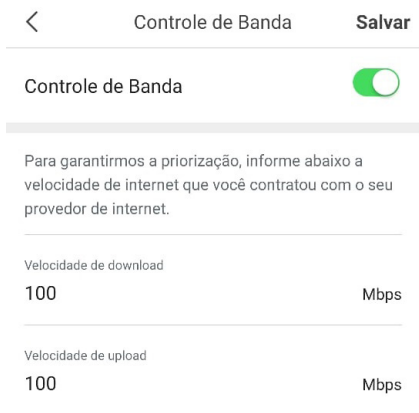 Controle de Banda Salvar
Controle de Banda
Para garantirmos a priorização, informe abaixo a
velocidade de internet que você contratou com o seu
provedor de internet.
Velocidade de download
100 Mbps
Velocidade de upload
100 Mbps